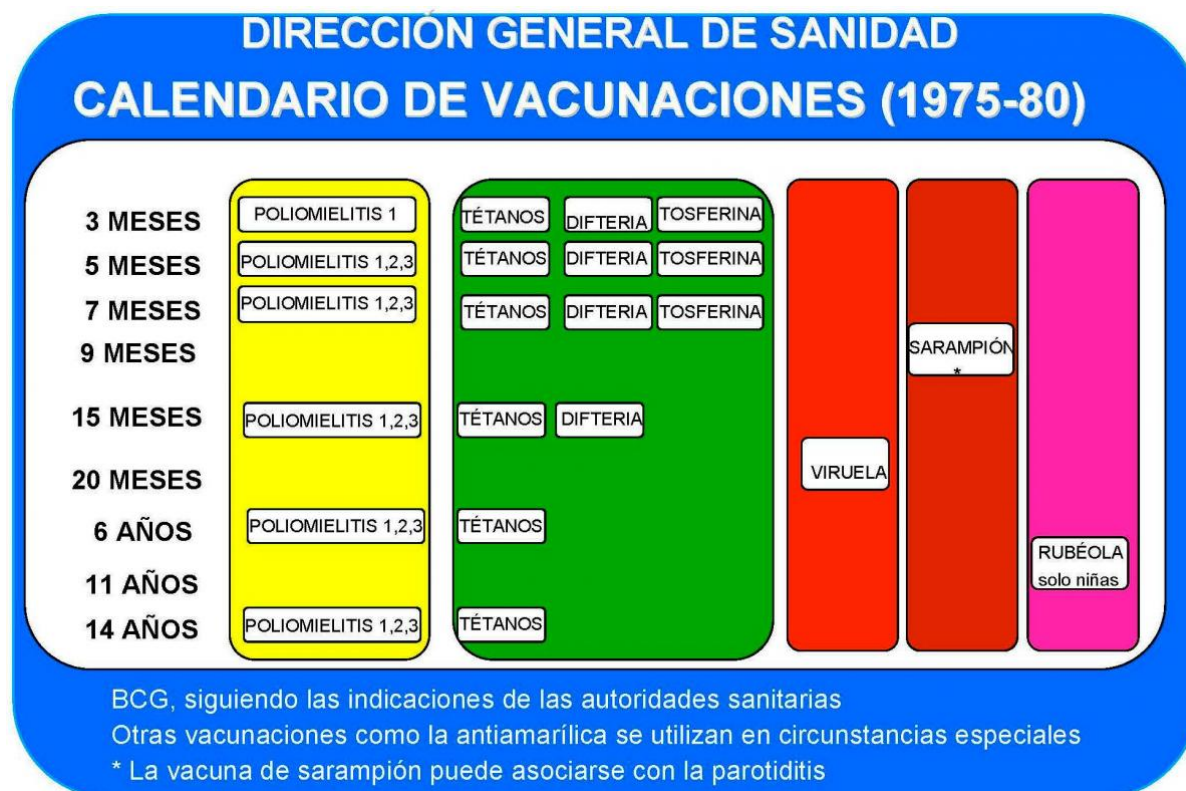 DIRECCIÓN GENERAL DE SANIDAD
CALENDARIO DE VACUNACIONES (1975-80)
3 MESES POLIOMIELITIS 1 TÉTANOS DIFTERIA TOSFERINA
5 MESES POLIOMIELITIS 1,2,3 TÉTANOS DIFTERIA TOSFERINA
7 MESES POLIOMIELITIS 1,2,3 TÉTANOS DIFTERIA TOSFERINA
9 MESES SARAMPIÓN
*
15 MESES POLIOMIELITIS 1,2,3 TÉTANOS DIFTERIA
20 MESES VIRUELA
6 AÑOS POLIOMIELITIS 1,2,3 TÉTANOS
11 AÑOS RUBÉOLA
solo niñas
14 AÑOS POLIOMIELITIS 1,2,3 TÉTANOS
BCG, siguiendo las indicaciones de las autoridades sanitarias
Otras vacunaciones como la antiamarílica se utilizan en circunstancias especiales
* La vacuna de sarampión puede asociarse con la parotiditis